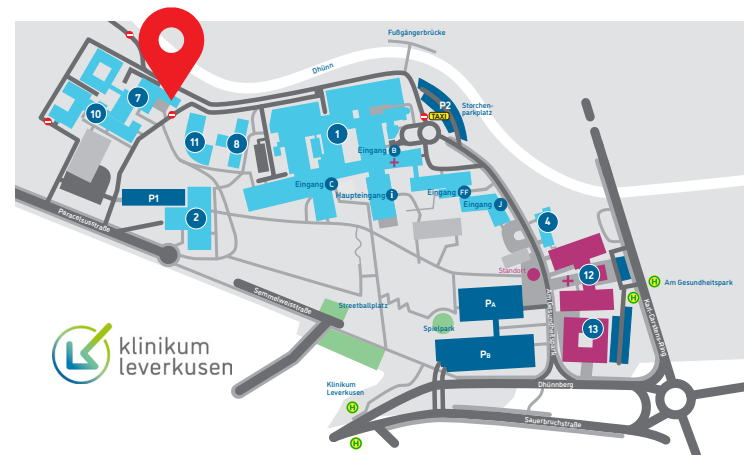 Fußgängerbrücke
Dhünn
P2
TAXI
Storchen-
parkplatz
7
10
11
8
1
Eingang B
Eingang C
Haupteingang I
Eingang FF
Eingang J
P1
2
4
Paracelsusstraße
Standort
12
Am Gesundheitspark
H
H
Semmelweisstraße
Streetballplatz
PA
Am Gesundheitspark
Karl-Carstens-Ring
Spielpark
13
PB
klinikum
leverkusen
Klinikum
Leverkusen
H
Dhünnberg
Sauerbruchstraße
H